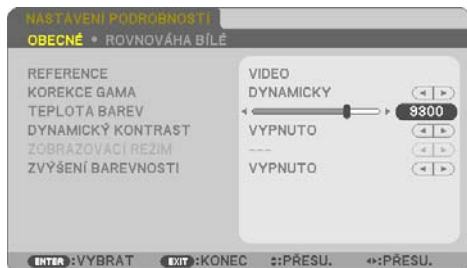 NASTAVENÍ PODROBNOSTÍ
OBECNÉ • ROVNOVÁHA BÍLÉ
REFERENCE VIDEO
KOREKCE GAMA DYNAMICKY
TEPLOTA BAREV 9300
DYNAMICKÝ KONTRAST VYPNUTO
ZOBRAZOVACÍ REŽIM ---
ZVÝŠENÍ BAREVNOSTI VYPNUTO
ENTER :VYBRAT EXIT :KONEC :PŘESU. :PŘESU.